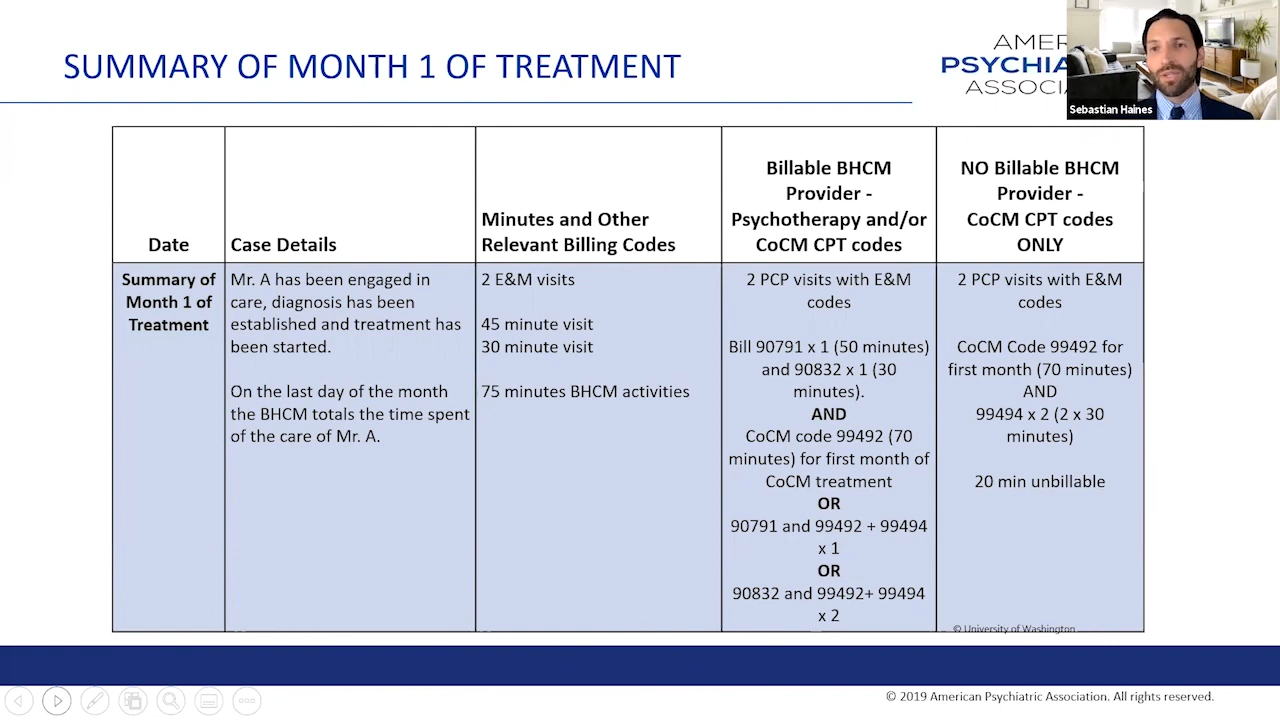 SUMMARY OF MONTH 1 OF TREATMENT
AMER
PSYCHIA
ASSOCIA
Sebastian Haines
Date
Case Details
Minutes and Other
Relevant Billing Codes
Billable BHCM
Provider -
Psychotherapy and/or
CoCM CPT codes
NO Billable BHCM
Provider -
CoCM CPT codes
ONLY
Summary of
Month 1 of
Treatment
Mr. A has been engaged in
care, diagnosis has been
established and treatment has
been started.
On the last day of the month
the BHCM totals the time spent
of the care of Mr. A.
2 E&M visits
45 minute visit
30 minute visit
75 minutes BHCM activities
2 PCP visits with E&M
codes
Bill 90791 x 1 (50 minutes)
and 90832 x 1 (30
minutes).
AND
CoCM code 99492 (70
minutes) for first month of
CoCM treatment
OR
90791 and 99492 + 99494
x 1
OR
90832 and 99492+ 99494
x 2
2 PCP visits with E&M
codes
CoCM Code 99492 for
first month (70 minutes)
AND
99494 x 2 (2 x 30
minutes)
20 min unbillable
© University of Washington
© 2019 American Psychiatric Association. All rights reserved.